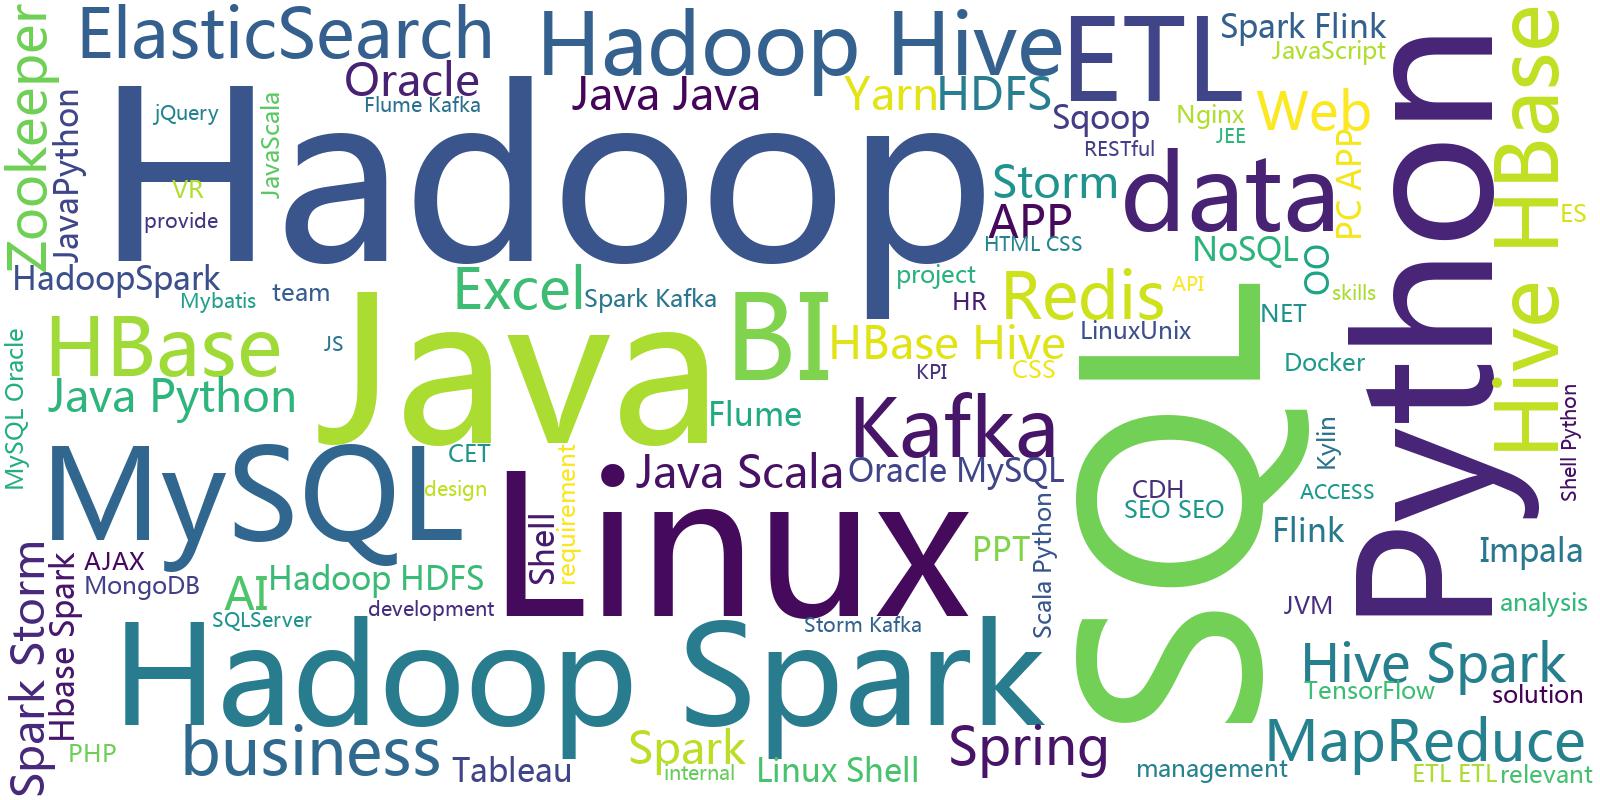 ElasticSearch
Hadoop Hive
ETL
Spark Flink
JavaScript
Zookeeper
JavaPython
Oracle
Flume Kafka
jQuery
JavaScala
Java Java
Yarn
HDFS
Sqoop
Nginx
Web
RESTful
JEE
PC APP
Python
Hive HBase
ES
Hadoop
VR
provide
Storm
APP
data
HTML CSS
NoSQL
OO
HadoopSpark
Mybatis
team
Excel
Spark Kafka
project
HR
Redis
API
skills
NET
MySQL Oracle
HBase
JS
Java
BI
HBase Hive
LinuxUnix
KPI
CSS
Docker
Java Python
Flume
Kafka
SQL
Kylin
Shell Python
MySQL
CET
design
requirement
Java Scala
Oracle MySQL
CDH
SEO SEO
ACCESS
Linux
Shell
Scala Python
PPT
Flink
Impala
Spark Storm
Hbase Spark
AJAX
MongoDB
AI
Hadoop HDFS
SQLServer
development
Storm Kafka
JVM
analysis
Hadoop Spark
Hive Spark
TensorFlow
solution
PHP
business
Tableau
Spark
internal
Linux Shell
Spring
MapReduce
management
ETL ETL
relevant